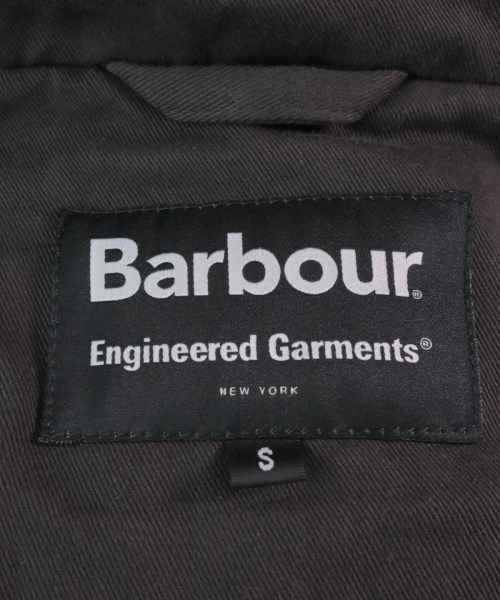 Barbour®
Engineered Garments®
NEW YORK
S